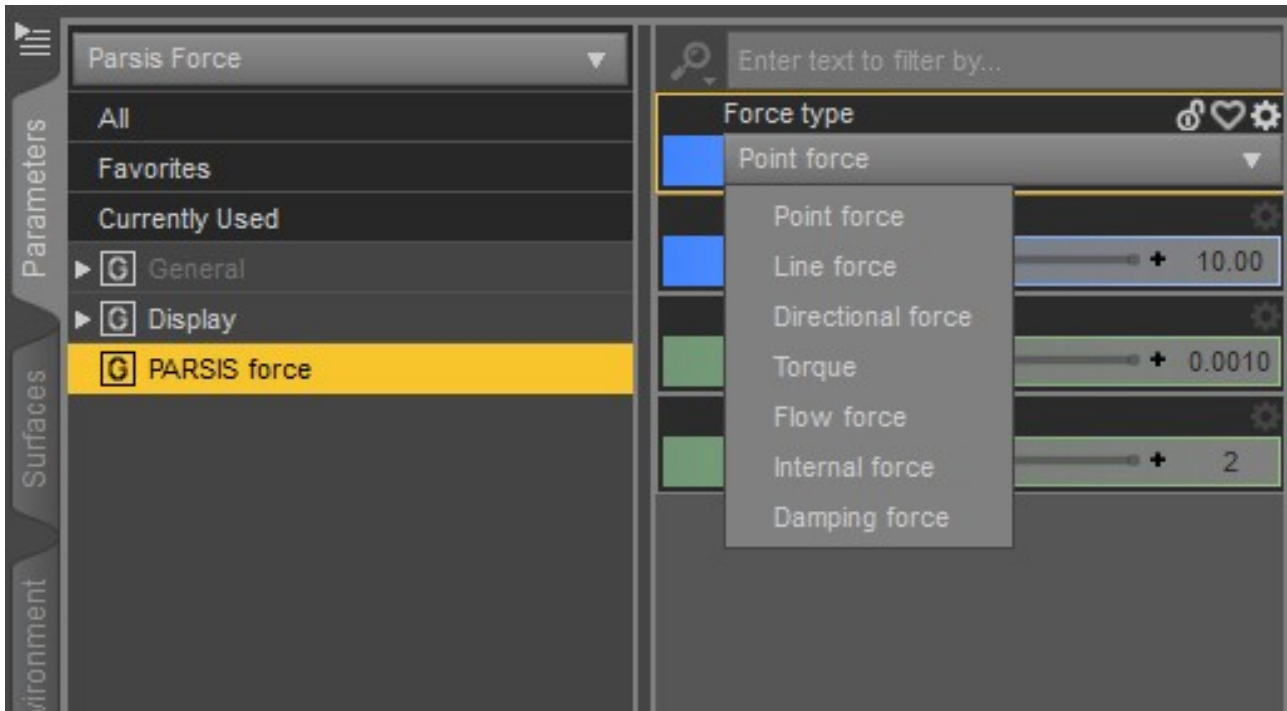 Parsis Force
All
Favorites
Currently Used
G General
G Display
G PARSIS force
Parameters
Surfaces
Enter text to filter by...
Force type
Point force
Point force
Line force
Directional force
Torque
Flow force
Internal force
Damping force
10.00
0.0010
2